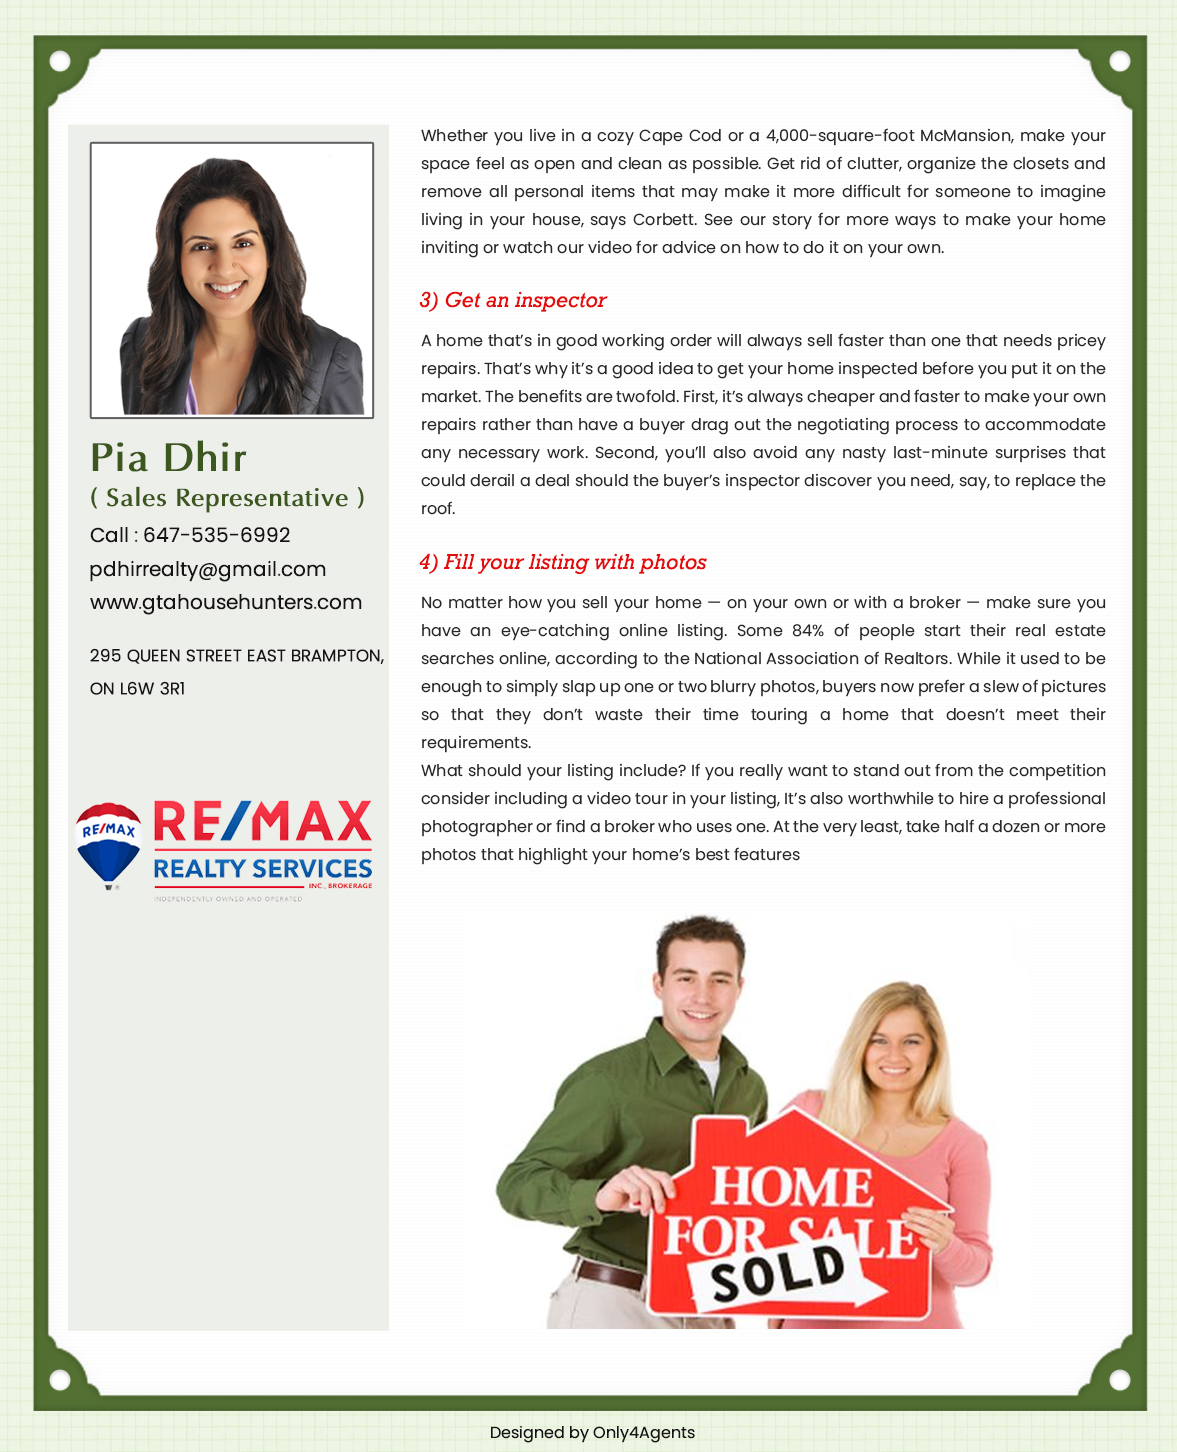 Whether you live in a cozy Cape Cod or a 4,000-square-foot McMansion, make your
space feel as open and clean as possible. Get rid of clutter, organize the closets and
remove all personal items that may make it more difficult for someone to imagine
living in your house, says Corbett. See our story for more ways to make your home
inviting or watch our video for advice on how to do it on your own.
3) Get an inspector
A home that’s in good working order will always sell faster than one that needs pricey
repairs. That’s why it’s a good idea to get your home inspected before you put it on the
market. The benefits are twofold. First, it’s always cheaper and faster to make your own
repairs rather than have a buyer drag out the negotiating process to accommodate
any necessary work. Second, you’ll also avoid any nasty last-minute surprises that
could derail a deal should the buyer’s inspector discover you need, say, to replace the
roof.
4) Fill your listing with photos
No matter how you sell your home — on your own or with a broker — make sure you
have an eye-catching online listing. Some 84% of people start their real estate
searches online, according to the National Association of Realtors. While it used to be
enough to simply slap up one or two blurry photos, buyers now prefer a slew of pictures
so that they don’t waste their time touring a home that doesn’t meet their
requirements.
What should your listing include? If you really want to stand out from the competition
consider including a video tour in your listing, It’s also worthwhile to hire a professional
photographer or find a broker who uses one. At the very least, take half a dozen or more
photos that highlight your home’s best features
Pia Dhir
( Sales Representative )
Call : 647-535-6992
pdhirrealty@gmail.com
www.gtahousehunters.com
295 QUEEN STREET EAST BRAMPTON,
ON L6W 3R1
RE/MAX
RE/MAX
REALTY SERVICES
INC., BROKERAGE
INDEPENDENTLY OWNED AND OPERATED
HOME
FOR SALE
SOLD
Designed by Only4Agents